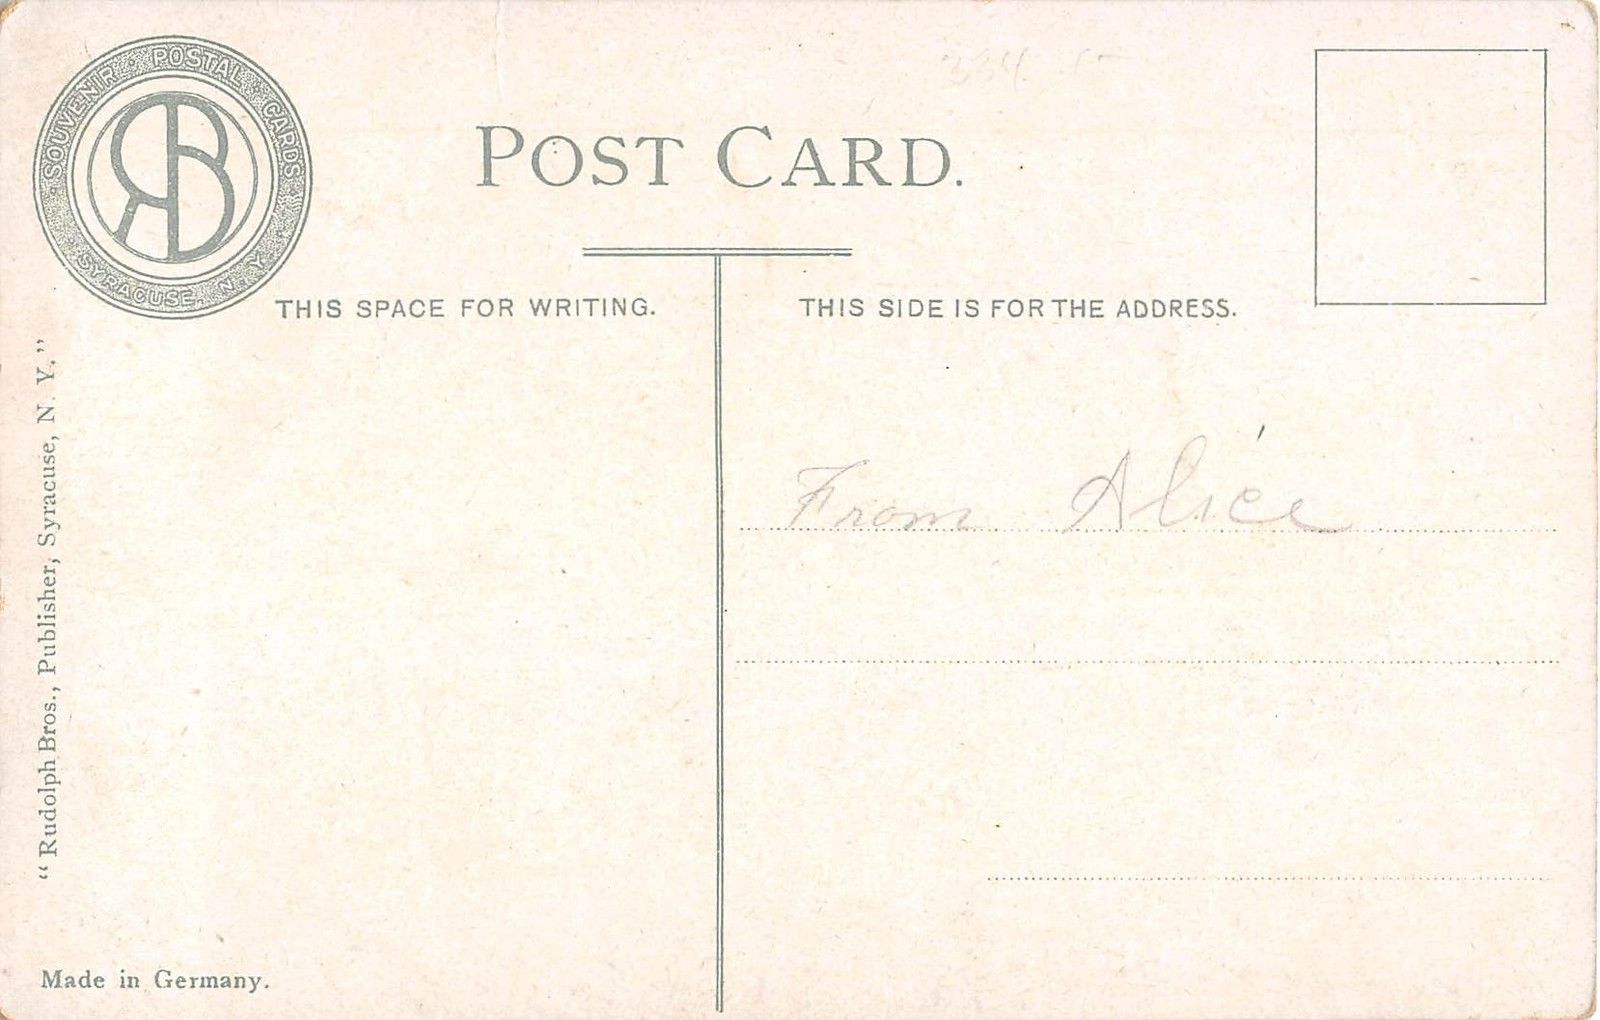 SOUVENIR POSTAL CARDS
RB
SYRACUSE N.Y.
334
POST CARD.
THIS SPACE FOR WRITING.
THIS SIDE IS FOR THE ADDRESS.
From Alice
"Rudolph Bros., Publisher, Syracuse, N. Y."
Made in Germany.